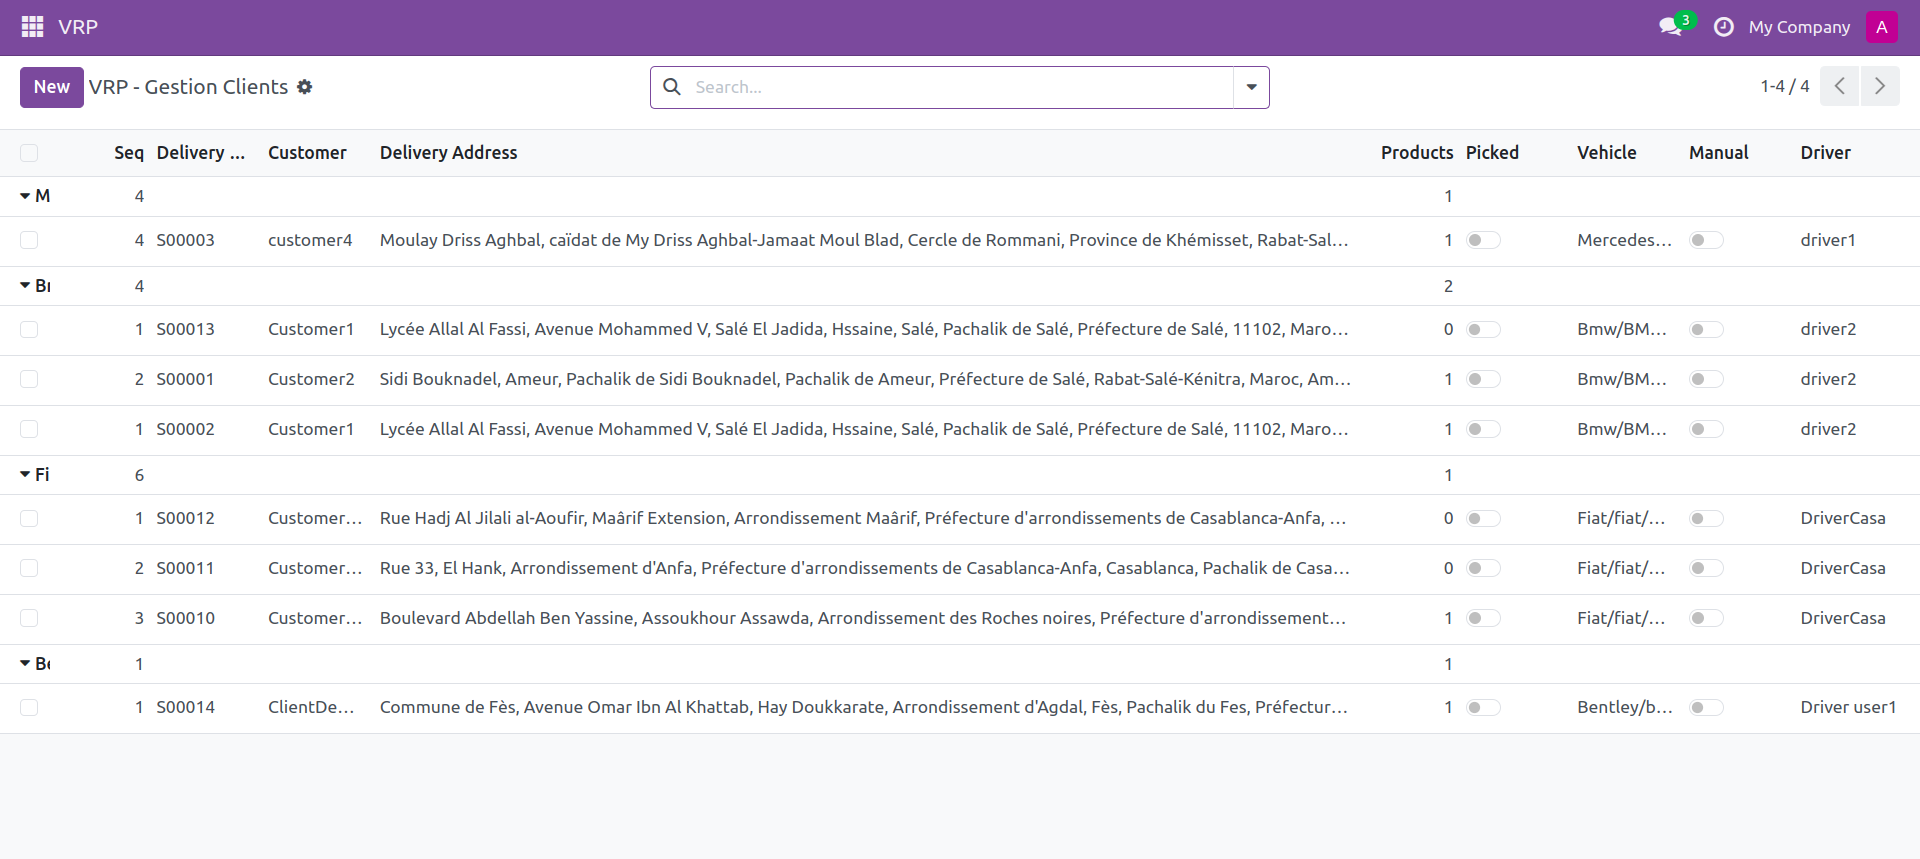 VRP 3 My Company A
New VRP - Gestion Clients Search... 1-4 / 4
Seq Delivery ... Customer Delivery Address Products Picked Vehicle Manual Driver
M 4 1
4 S00003 customer4 Moulay Driss Aghbal, caïdat de My Driss Aghbal-Jamaat Moul Blad, Cercle de Rommani, Province de Khémisset, Rabat-Sal... 1 Mercedes... driver1
4 2
1 S00013 Customer1 Lycée Allal Al Fassi, Avenue Mohammed V, Salé El Jadida, Hssaine, Salé, Pachalik de Salé, Préfecture de Salé, 11102, Maro... 0 Bmw/BM... driver2
2 S00001 Customer2 Sidi Bouknadel, Ameur, Pachalik de Sidi Bouknadel, Pachalik de Ameur, Préfecture de Salé, Rabat-Salé-Kénitra, Maroc, Am... 1 Bmw/BM... driver2
1 S00002 Customer1 Lycée Allal Al Fassi, Avenue Mohammed V, Salé El Jadida, Hssaine, Salé, Pachalik de Salé, Préfecture de Salé, 11102, Maro... 1 Bmw/BM... driver2
Fi 6 1
1 S00012 Customer... Rue Hadj Al Jilali al-Aoufir, Maârif Extension, Arrondissement Maârif, Préfecture d'arrondissements de Casablanca-Anfa, ... 0 Fiat/fiat/... DriverCasa
2 S00011 Customer... Rue 33, El Hank, Arrondissement d'Anfa, Préfecture d'arrondissements de Casablanca-Anfa, Casablanca, Pachalik de Casa... 0 Fiat/fiat/... DriverCasa
3 S00010 Customer... Boulevard Abdellah Ben Yassine, Assoukhour Assawda, Arrondissement des Roches noires, Préfecture d'arrondissement... 1 Fiat/fiat/... DriverCasa
1 1
1 S00014 ClientDe... Commune de Fès, Avenue Omar Ibn Al Khattab, Hay Doukkarate, Arrondissement d'Agdal, Fès, Pachalik du Fes, Préfectur... 1 Bentley/b... Driver user1